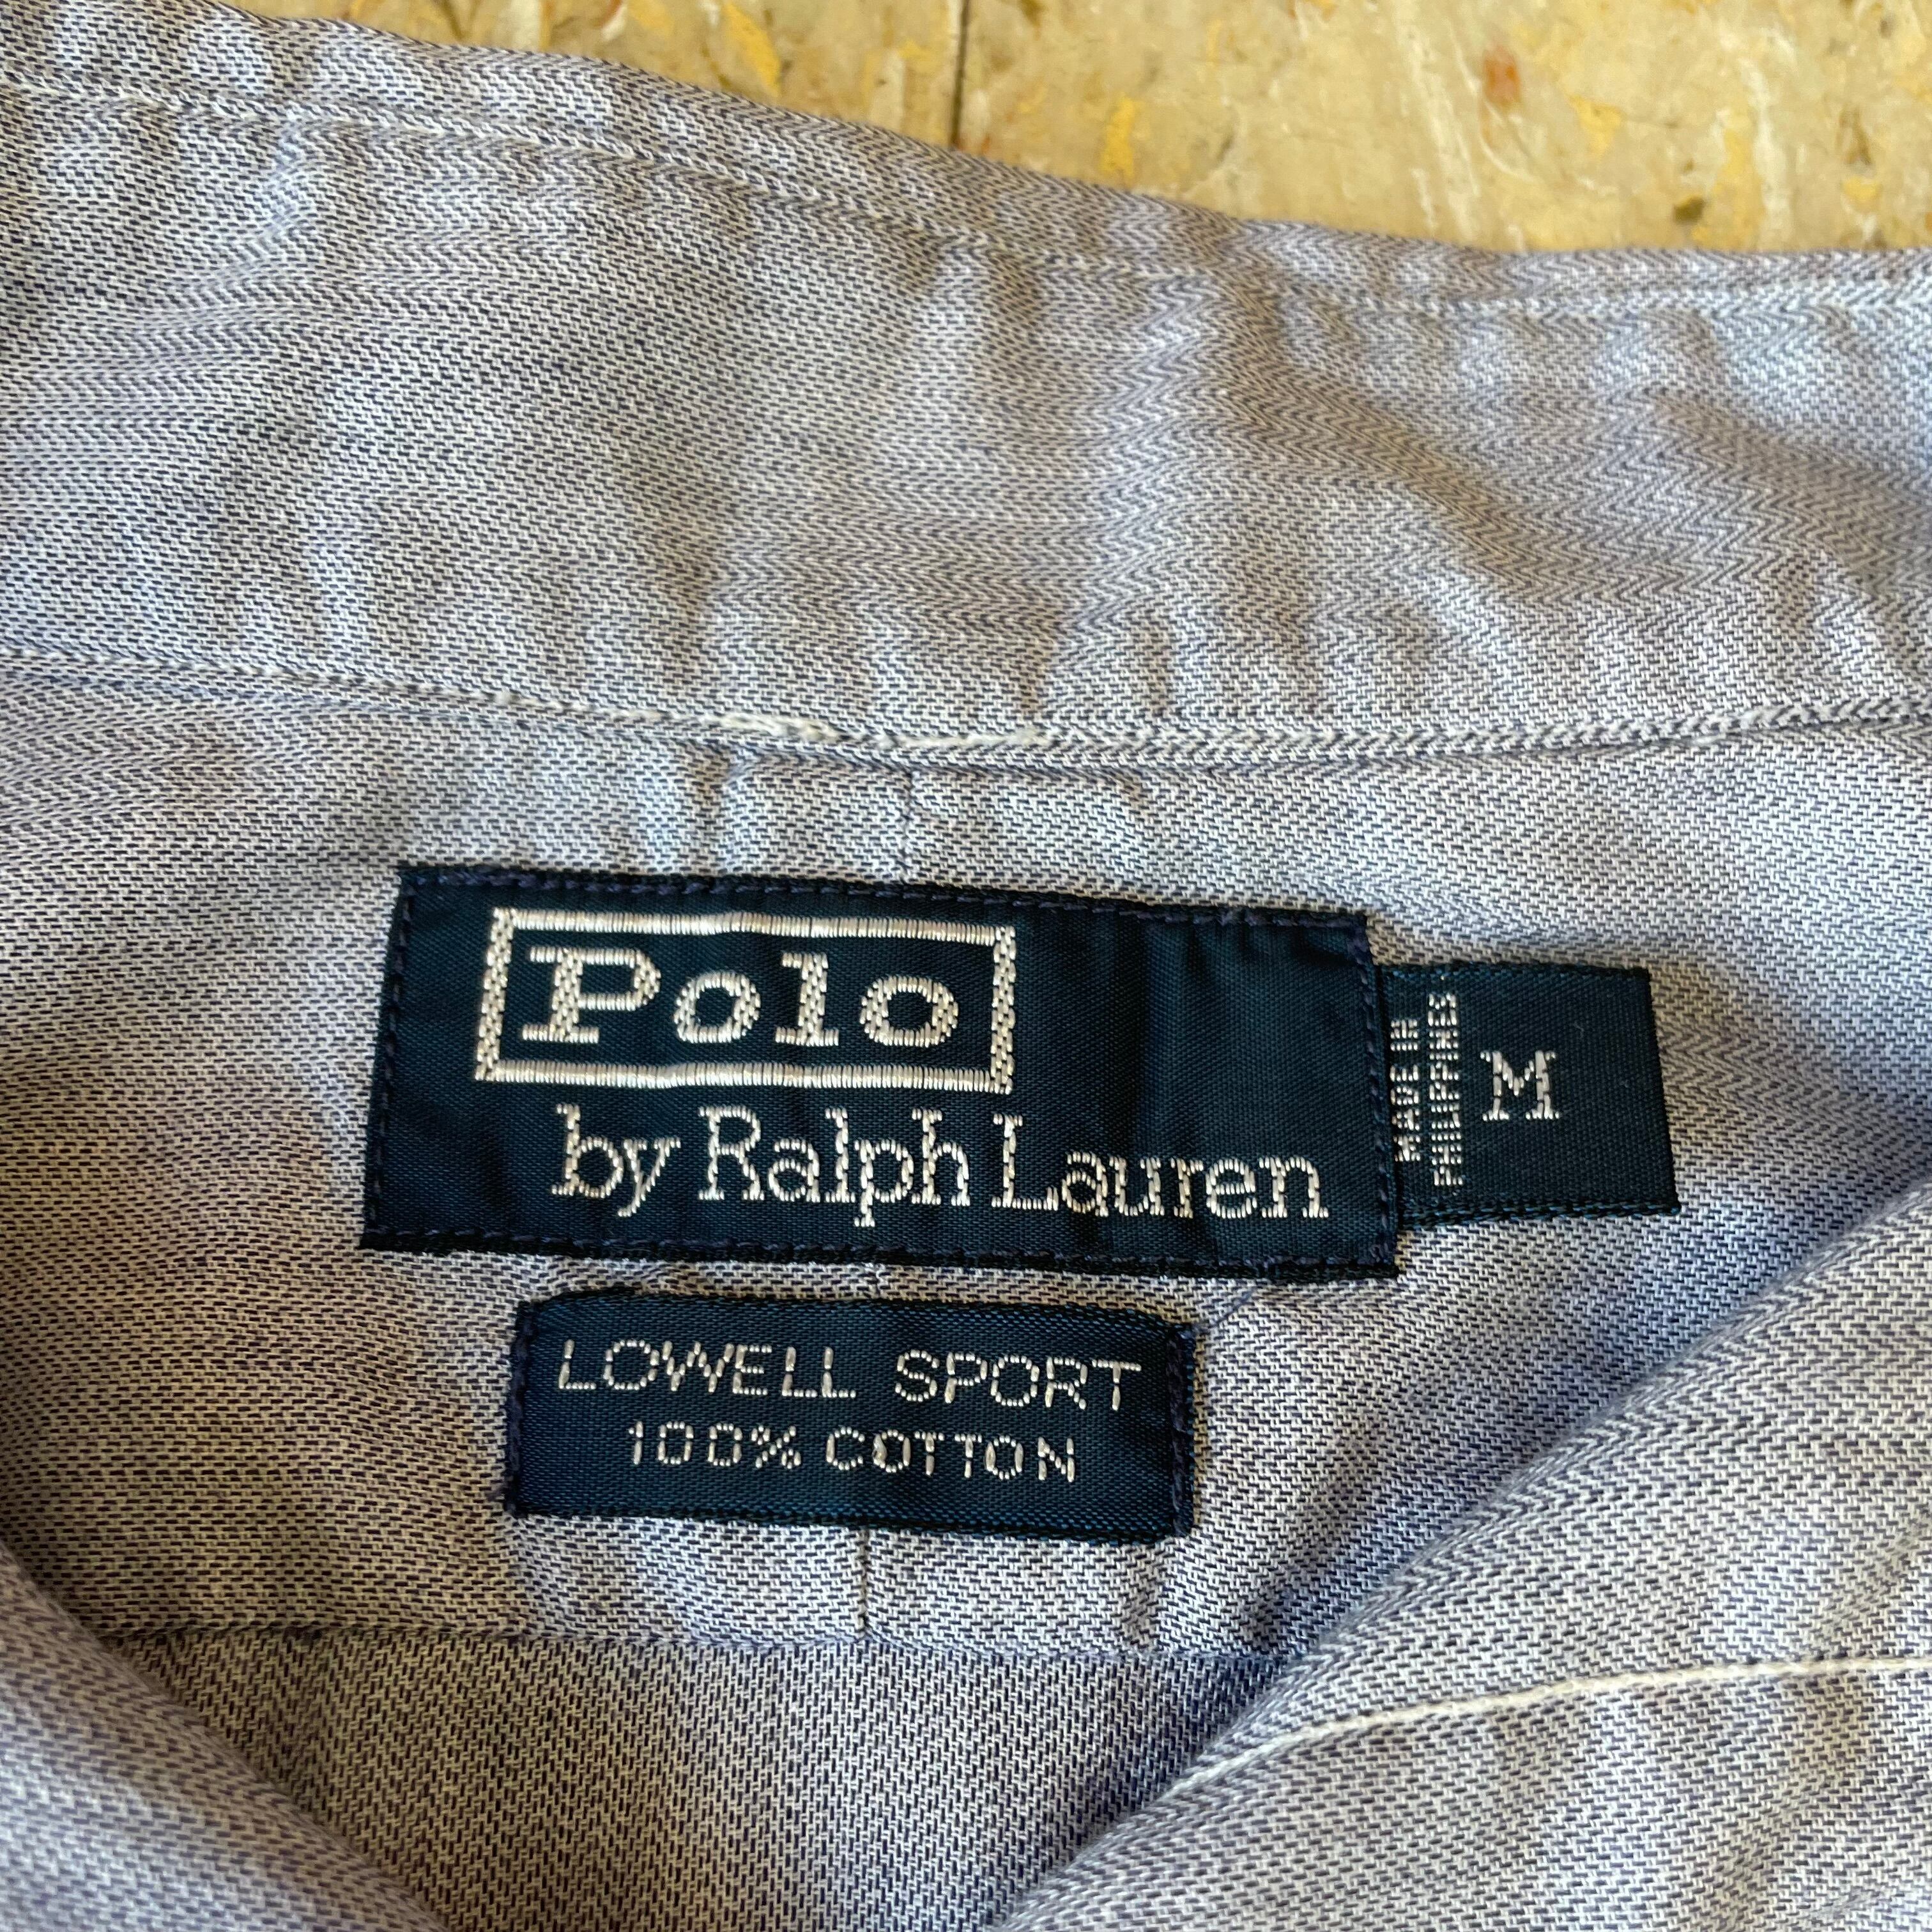 Polo
by Ralph Lauren
MADE IN
PHILIPPINES
M
LOWELL SPORT
100% COTTON